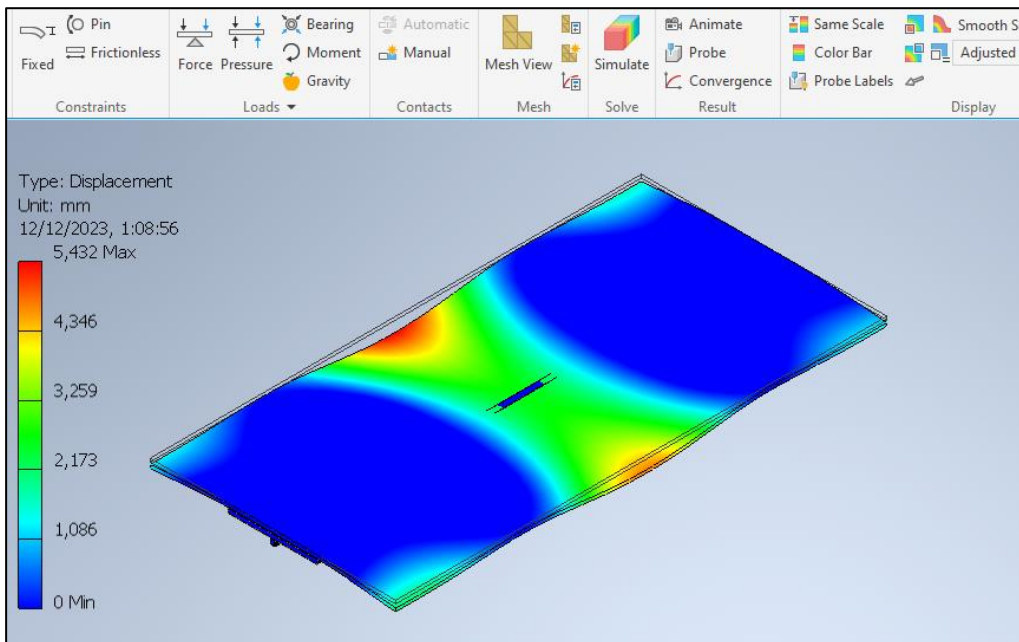 Fixed
Pin
Frictionless
Constraints
Force
Pressure
Bearing
Moment
Gravity
Loads
Automatic
Manual
Contacts
Mesh View
Mesh
Simulate
Solve
Animate
Probe
Convergence
Result
Same Scale
Color Bar
Probe Labels
Smooth S
Adjusted
Display
Type: Displacement
Unit: mm
12/12/2023, 1:08:56
5,432 Max
4,346
3,259
2,173
1,086
0 Min